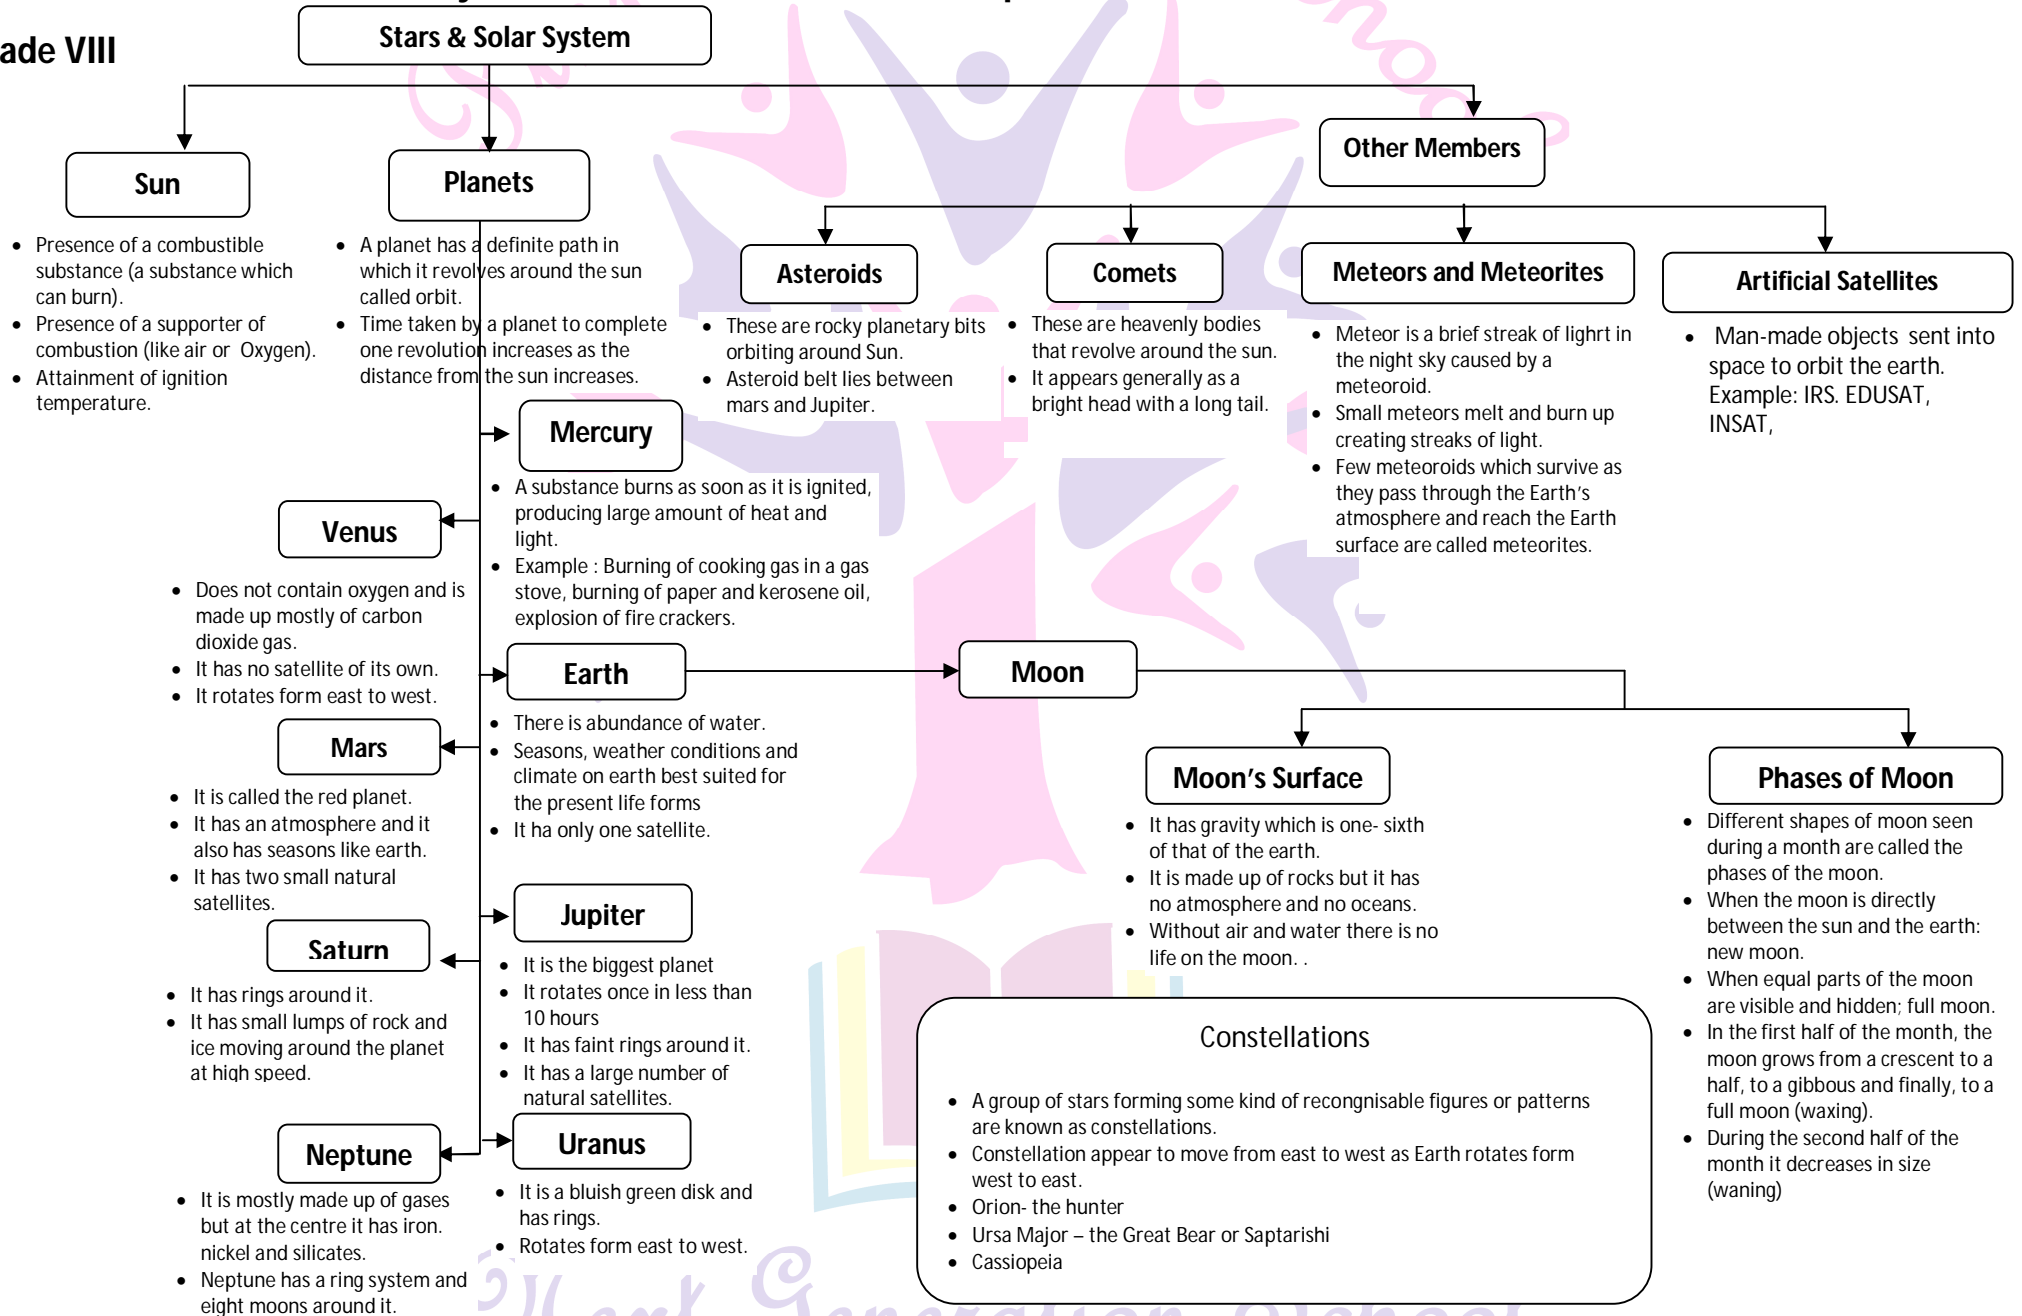 ade VIII
Stars & Solar System
Sun
• Presence of a combustible
substance (a substance which
can burn).
• Presence of a supporter of
combustion (like air or Oxygen).
• Attainment of ignition
temperature.
Planets
• A planet has a definite path in
which it revolves around the sun
called orbit.
• Time taken by a planet to complete
one revolution increases as the
distance from the sun increases.
Mercury
• A substance burns as soon as it is ignited,
producing large amount of heat and
light.
• Example : Burning of cooking gas in a gas
stove, burning of paper and kerosene oil,
explosion of fire crackers.
Venus
• Does not contain oxygen and is
made up mostly of carbon
dioxide gas.
• It has no satellite of its own.
• It rotates form east to west.
Earth
• There is abundance of water.
• Seasons, weather conditions and
climate on earth best suited for
the present life forms
• It ha only one satellite.
Mars
• It is called the red planet.
• It has an atmosphere and it
also has seasons like earth.
• It has two small natural
satellites.
Jupiter
• It is the biggest planet
• It rotates once in less than
10 hours
• It has faint rings around it.
• It has a large number of
natural satellites.
Saturn
• It has rings around it.
• It has small lumps of rock and
ice moving around the planet
at high speed.
Uranus
• It is a bluish green disk and
has rings.
• Rotates form east to west.
Neptune
• It is mostly made up of gases
but at the centre it has iron.
nickel and silicates.
• Neptune has a ring system and
eight moons around it.
Other Members
Asteroids
• These are rocky planetary bits
orbiting around Sun.
• Asteroid belt lies between
mars and Jupiter.
Comets
• These are heavenly bodies
that revolve around the sun.
• It appears generally as a
bright head with a long tail.
Meteors and Meteorites
• Meteor is a brief streak of lighrt in
the night sky caused by a
meteoroid.
• Small meteors melt and burn up
creating streaks of light.
• Few meteoroids which survive as
they pass through the Earth's
atmosphere and reach the Earth
surface are called meteorites.
Artificial Satellites
• Man-made objects sent into
space to orbit the earth.
Example: IRS. EDUSAT,
INSAT,
Moon
Moon's Surface
• It has gravity which is one- sixth
of that of the earth.
• It is made up of rocks but it has
no atmosphere and no oceans.
• Without air and water there is no
life on the moon. .
Phases of Moon
• Different shapes of moon seen
during a month are called the
phases of the moon.
• When the moon is directly
between the sun and the earth:
new moon.
• When equal parts of the moon
are visible and hidden; full moon.
• In the first half of the month, the
moon grows from a crescent to a
half, to a gibbous and finally, to a
full moon (waxing).
• During the second half of the
month it decreases in size
(waning)
Constellations
• A group of stars forming some kind of recongnisable figures or patterns
are known as constellations.
• Constellation appear to move from east to west as Earth rotates form
west to east.
• Orion- the hunter
• Ursa Major – the Great Bear or Saptarishi
• Cassiopeia
Generation School